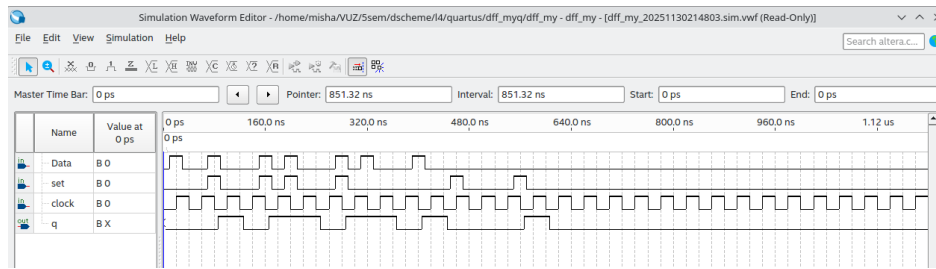 Simulation Waveform Editor - /home/misha/VUZ/5sem/dscheme/l4/quartus/dff_myq/dff_my - dff_my - [dff_my_20251130214803.sim.vwf (Read-Only)]
File Edit View Simulation Help
Search altera.c...
Master Time Bar: 0 ps Pointer: 851.32 ns Interval: 851.32 ns Start: 0 ps End: 0 ps
Name Value at 0 ps
0 ps 160.0 ns 320.0 ns 480.0 ns 640.0 ns 800.0 ns 960.0 ns 1.12 us
0 ps
in Data B 0
in set B 0
in clock B 0
out q B X